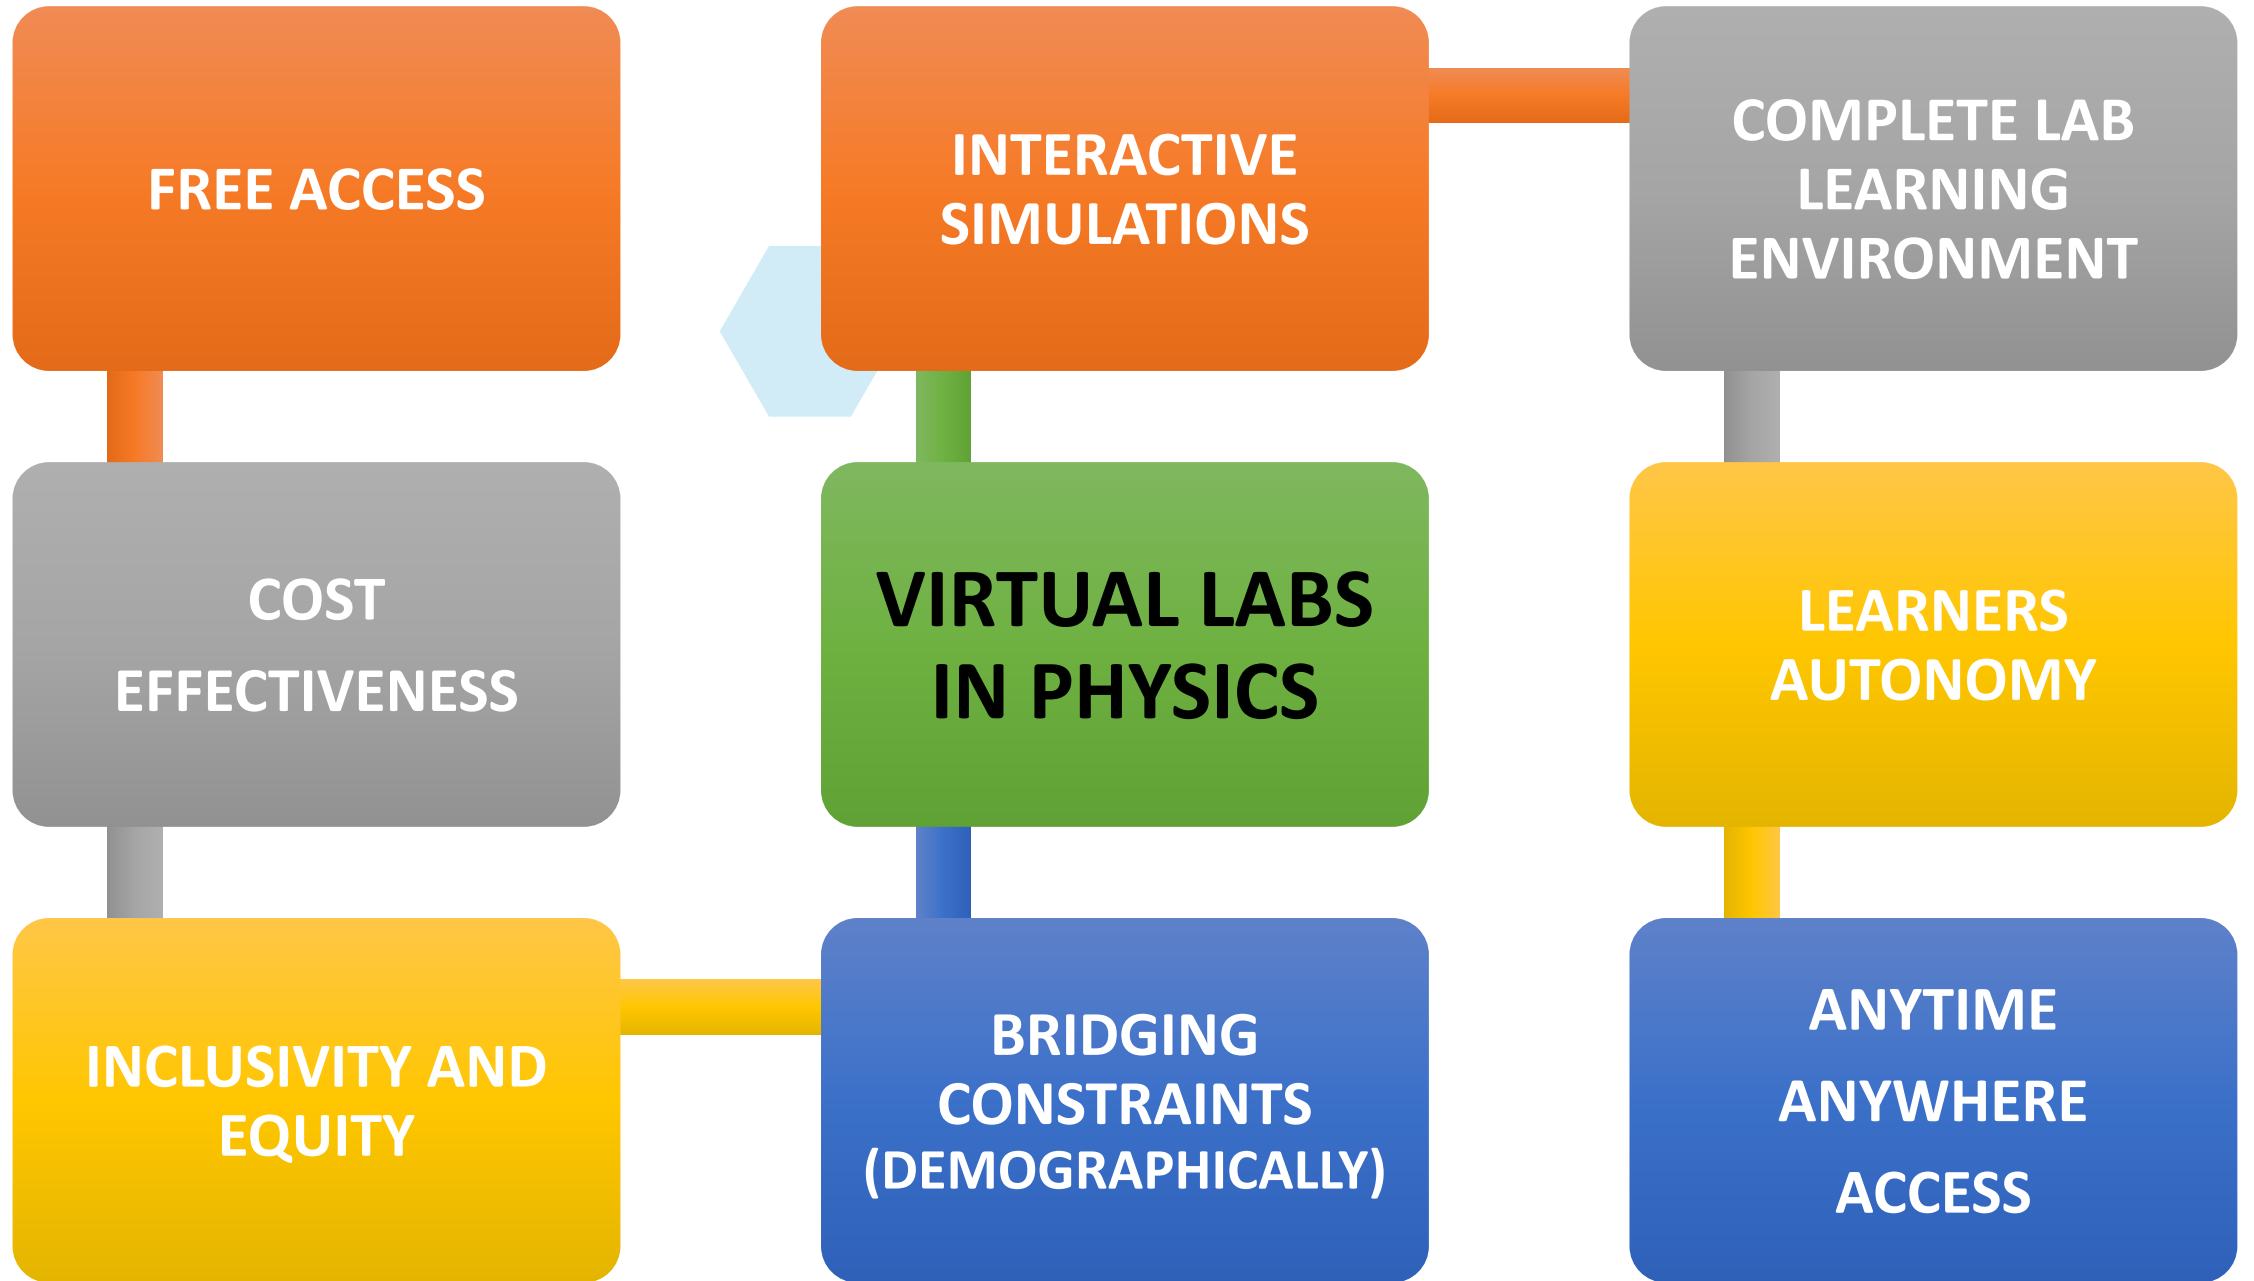 FREE ACCESS
COST
EFFECTIVENESS
INCLUSIVITY AND
EQUITY
BRIDGING
CONSTRAINTS
(DEMOGRAPHICALLY)
VIRTUAL LABS
IN PHYSICS
INTERACTIVE
SIMULATIONS
COMPLETE LAB
LEARNING
ENVIRONMENT
LEARNERS
AUTONOMY
ANYTIME
ANYWHERE
ACCESS